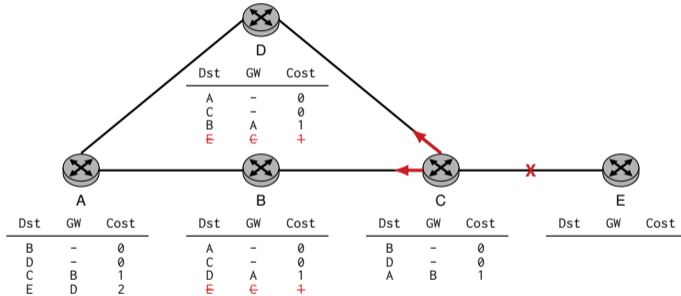 D
Dst GW Cost
A - 0
C - 0
B A 1
E C 1
X
A B C E
Dst GW Cost Dst GW Cost Dst GW Cost Dst GW Cost
B - 0 A - 0 B - 0
D - 0 C - 0 D - 0
C B 1 D A 1 A B 1
E D 2 E C 1